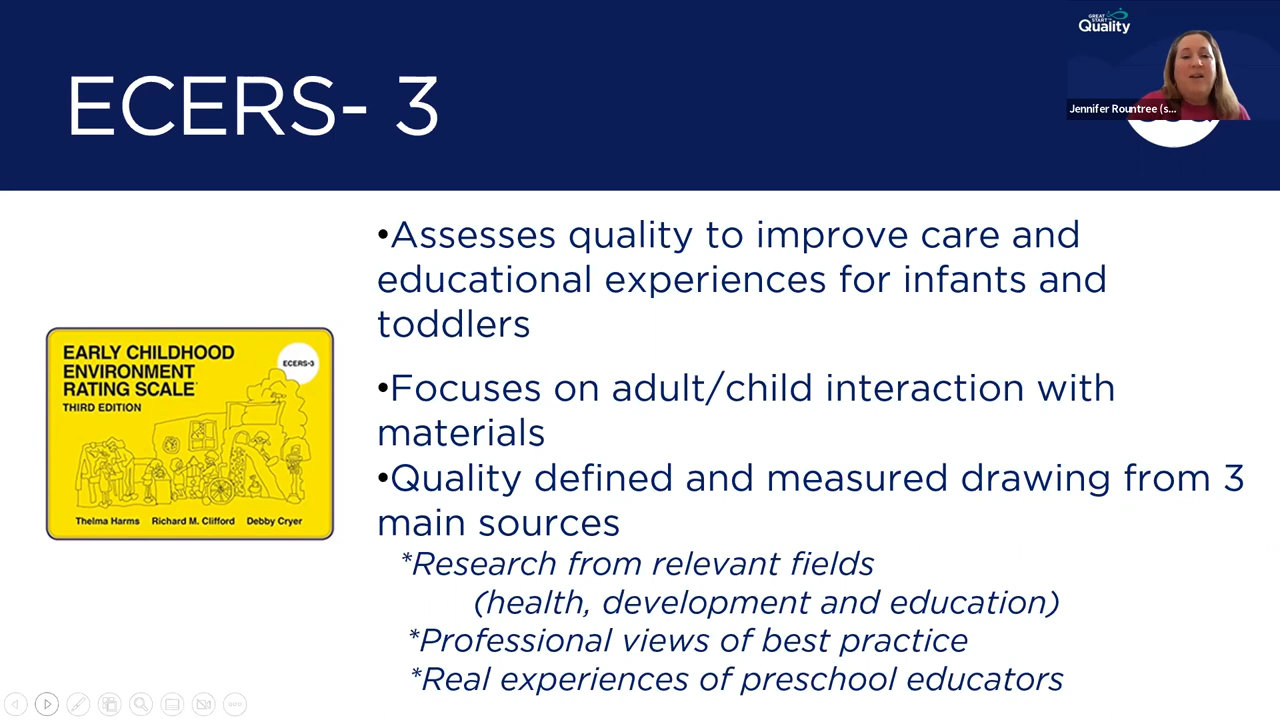 GREAT
START
Quality
Jennifer Rountree (s...
ECERS- 3
•Assesses quality to improve care and
educational experiences for infants and
toddlers
•Focuses on adult/child interaction with
materials
•Quality defined and measured drawing from 3
main sources
*Research from relevant fields
(health, development and education)
*Professional views of best practice
*Real experiences of preschool educators
EARLY CHILDHOOD
ENVIRONMENT
RATING SCALE
THIRD EDITION
ECERS-3
Thelma Harms Richard M. Clifford Debby Cryer